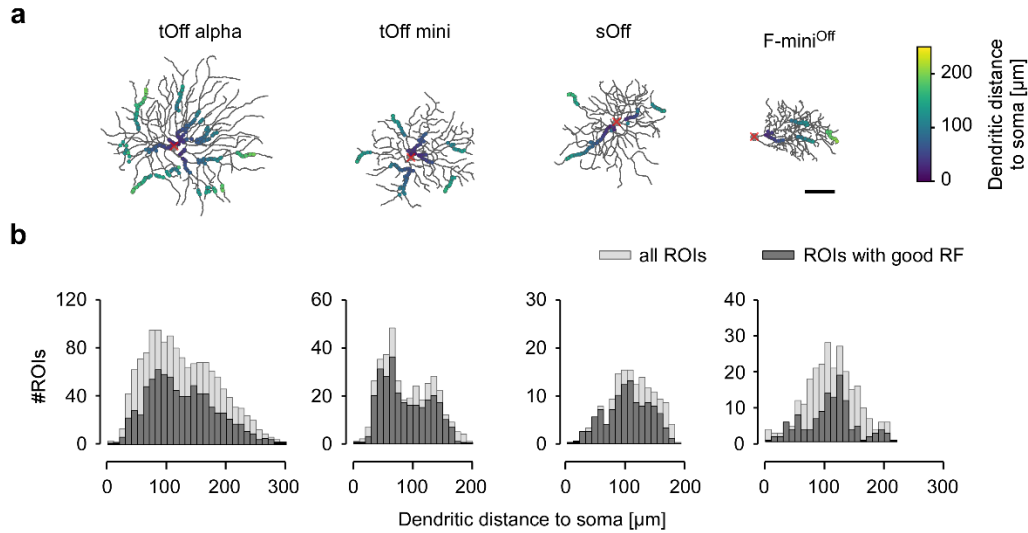 a
tOff alpha
tOff mini
sOff
F-miniOff
200
100
0
Dendritic distance
to soma [µm]
b
all ROIs
ROIs with good RF
#ROIs
120
80
40
0
0 100 200 300
60
40
20
0
0 100 200
30
20
10
0
0 100 200
40
30
20
10
0
0 100 200 300
Dendritic distance to soma [µm]